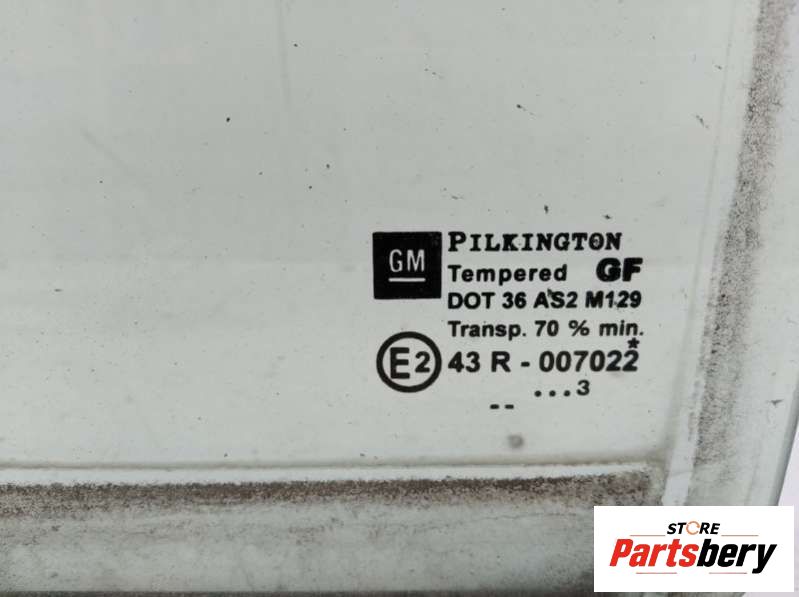 GM
PILKINGTON
Tempered GF
DOT 36 AS2 M129
Transp. 70 % min.
E2 43 R - 007022*
...3
--
STORE
Partsbery